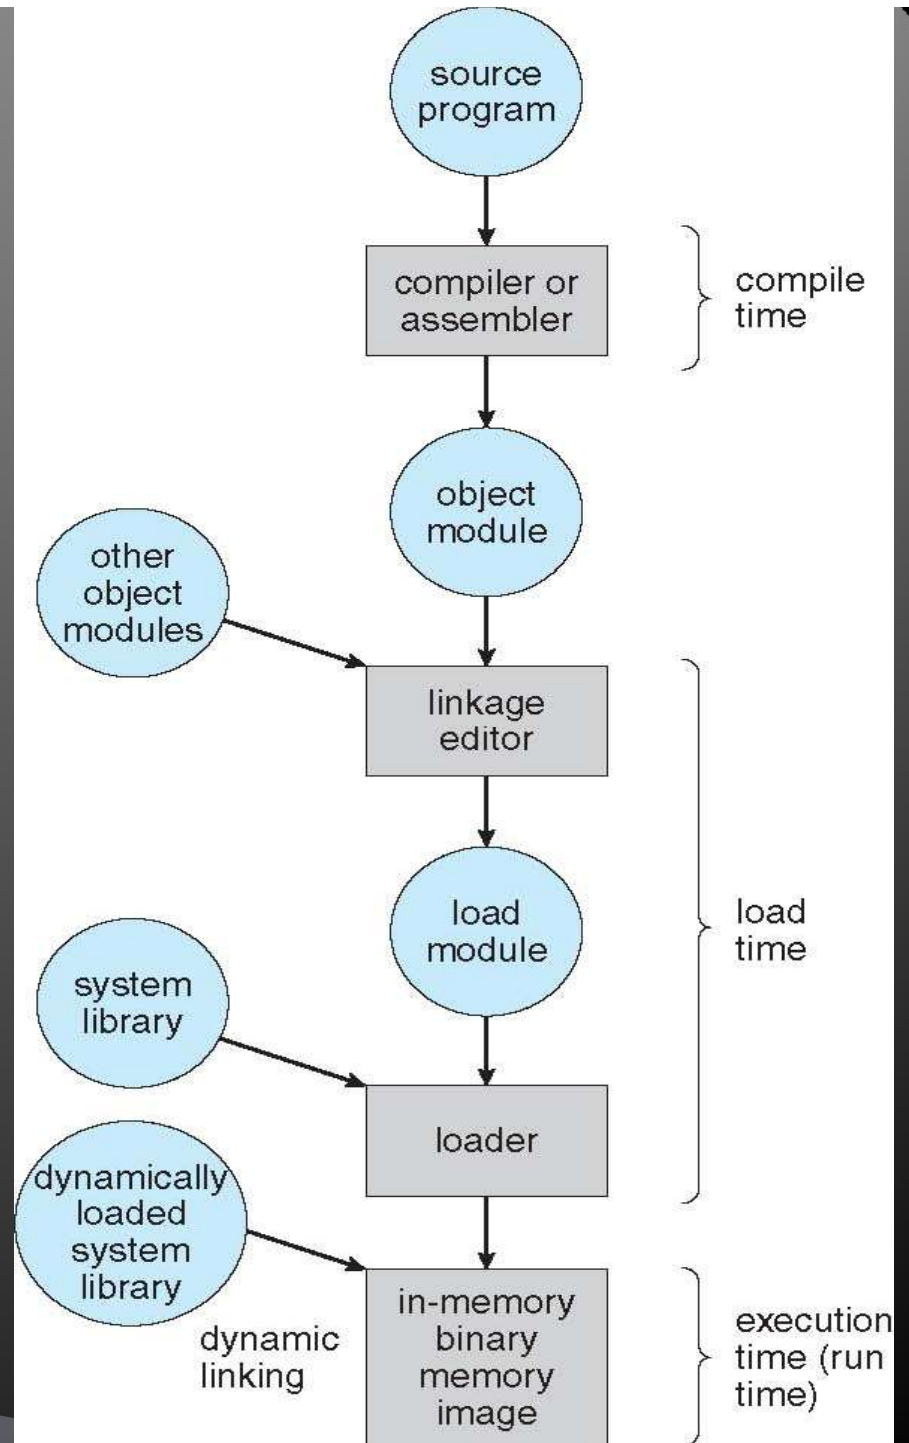 source
program
compiler or
assembler
compile
time
object
module
other
object
modules
linkage
editor
load
module
load
time
system
library
loader
dynamically
loaded
system
library
dynamic
linking
in-memory
binary
memory
image
execution
time (run
time)